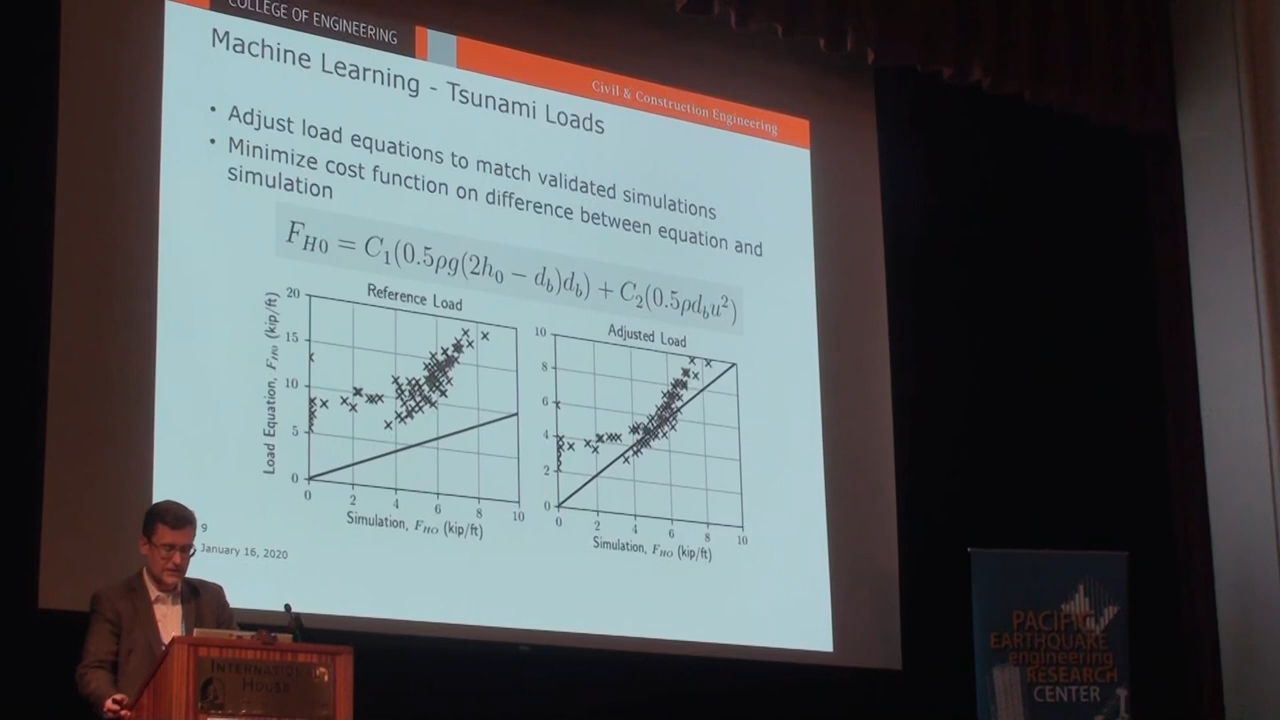 COLLEGE OF ENGINEERING
Civil & Construction Engineering
Machine Learning - Tsunami Loads
• Adjust load equations to match validated simulations
• Minimize cost function on difference between equation and
simulation
F_{H0} = C_1(0.5ρg(2h_0 − d_b)d_b) + C_2(0.5ρd_b u^2)
Reference Load
Load Equation, F_{HO} (kip/ft)
20
15
10
5
0
0 2 4 6 8 10
Simulation, F_{HO} (kip/ft)
Adjusted Load
10
8
6
4
2
0
0 2 4 6 8 10
Simulation, F_{HO} (kip/ft)
9
January 16, 2020
INTERNATIONAL
HOUSE
PACIFIC
EARTHQUAKE
engineering
RESEARCH
CENTER